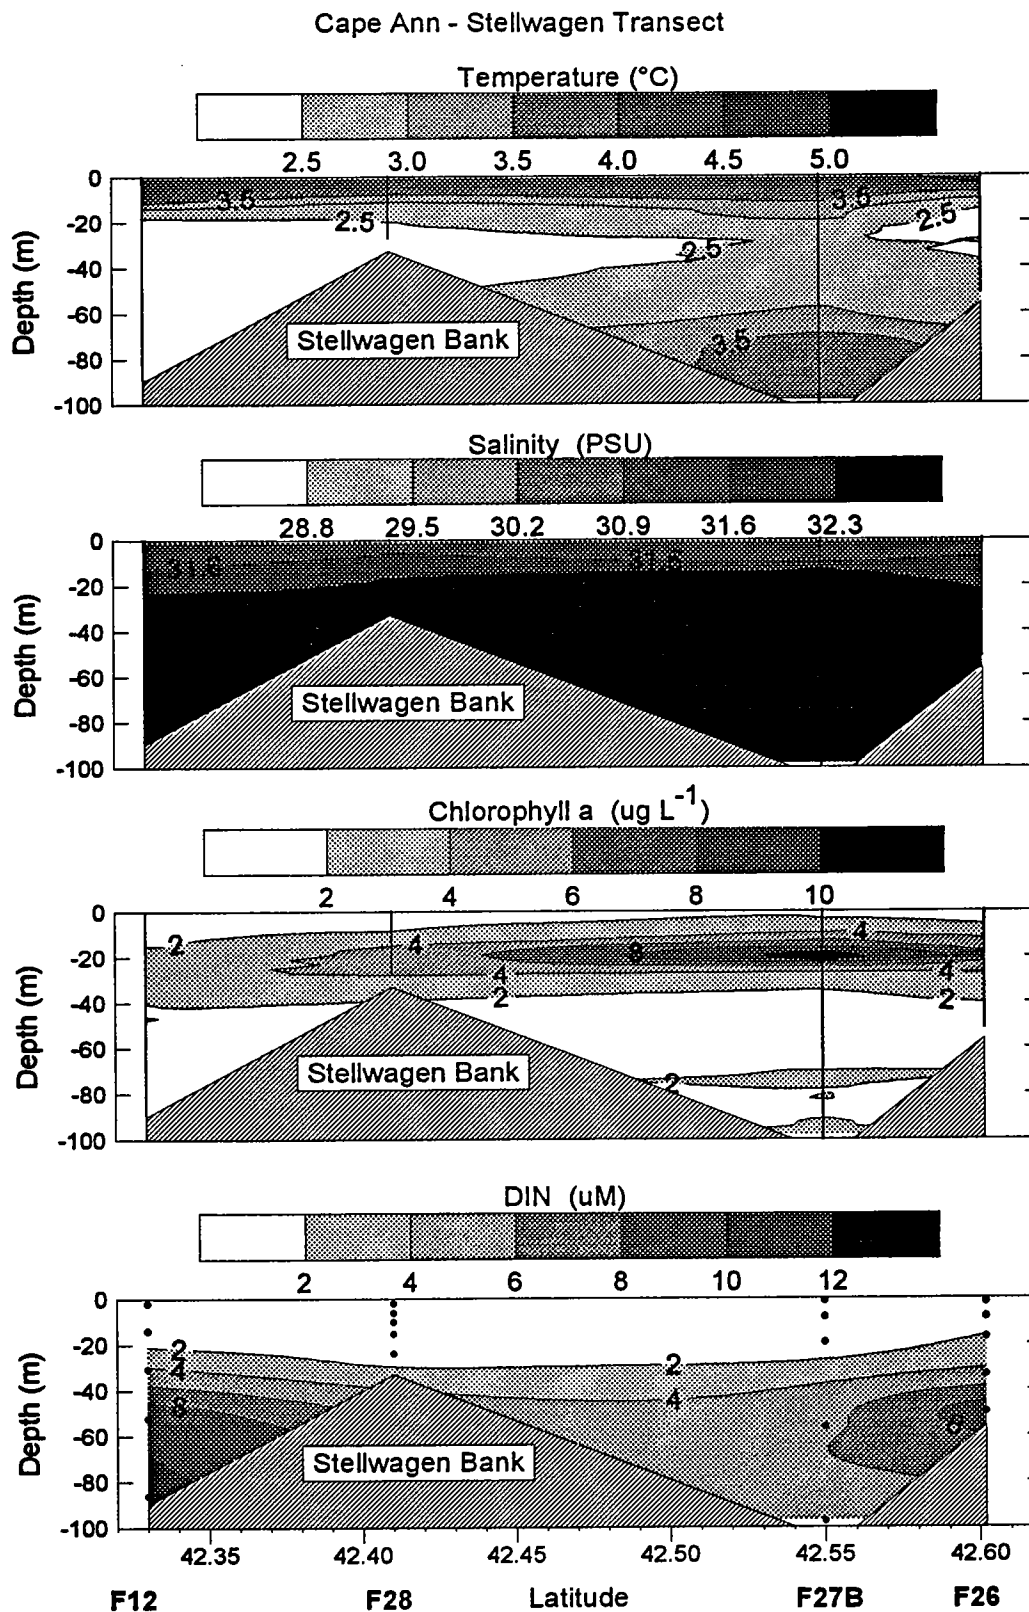 Cape Ann - Stellwagen Transect
Temperature (°C)
2.5 3.0 3.5 4.0 4.5 5.0
0
-20
-40
-60
-80
-100
Depth (m)
3.5
2.5
2.5
3.5
2.5
3.5
Stellwagen Bank
Salinity (PSU)
28.8 29.5 30.2 30.9 31.6 32.3
0
-20
-40
-60
-80
-100
Depth (m)
31.6
Stellwagen Bank
Chlorophyll a (ug L-1)
2 4 6 8 10
0
-20
-40
-60
-80
-100
Depth (m)
2
4
8
4
4
4
2
2
2
Stellwagen Bank
DIN (uM)
2 4 6 8 10 12
0
-20
-40
-60
-80
-100
Depth (m)
2
4
2
4
Stellwagen Bank
42.35 42.40 42.45 42.50 42.55 42.60
F12 F28 Latitude F27B F26